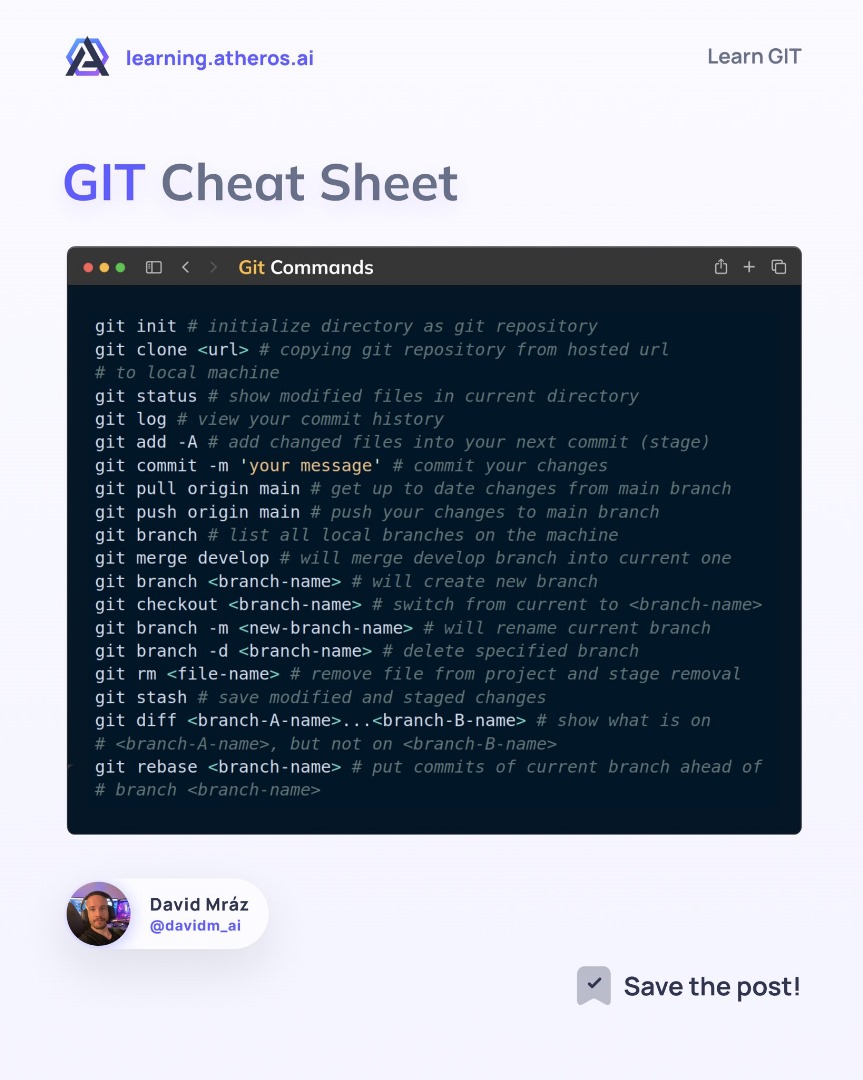 learning.atheros.ai
Learn GIT
GIT Cheat Sheet
Git Commands
git init # initialize directory as git repository
git clone <url> # copying git repository from hosted url
# to local machine
git status # show modified files in current directory
git log # view your commit history
git add -A # add changed files into your next commit (stage)
git commit -m 'your message' # commit your changes
git pull origin main # get up to date changes from main branch
git push origin main # push your changes to main branch
git branch # list all local branches on the machine
git merge develop # will merge develop branch into current one
git branch <branch-name> # will create new branch
git checkout <branch-name> # switch from current to <branch-name>
git branch -m <new-branch-name> # will rename current branch
git branch -d <branch-name> # delete specified branch
git rm <file-name> # remove file from project and stage removal
git stash # save modified and staged changes
git diff <branch-A-name>...<branch-B-name> # show what is on
# <branch-A-name>, but not on <branch-B-name>
git rebase <branch-name> # put commits of current branch ahead of
# branch <branch-name>
David Mráz
@davidm_ai
Save the post!